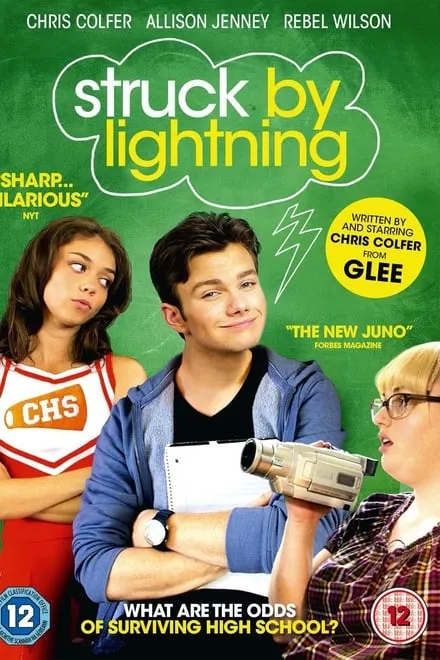 CHRIS COLFER ALLISON JENNEY REBEL WILSON
struck by
lightning
"SHARP...
HILARIOUS"
NYT
WRITTEN BY
AND STARRING
CHRIS COLFER
FROM
GLEE
"THE NEW JUNO"
FORBES MAGAZINE
CHS
12
12
WHAT ARE THE ODDS
OF SURVIVING HIGH SCHOOL?